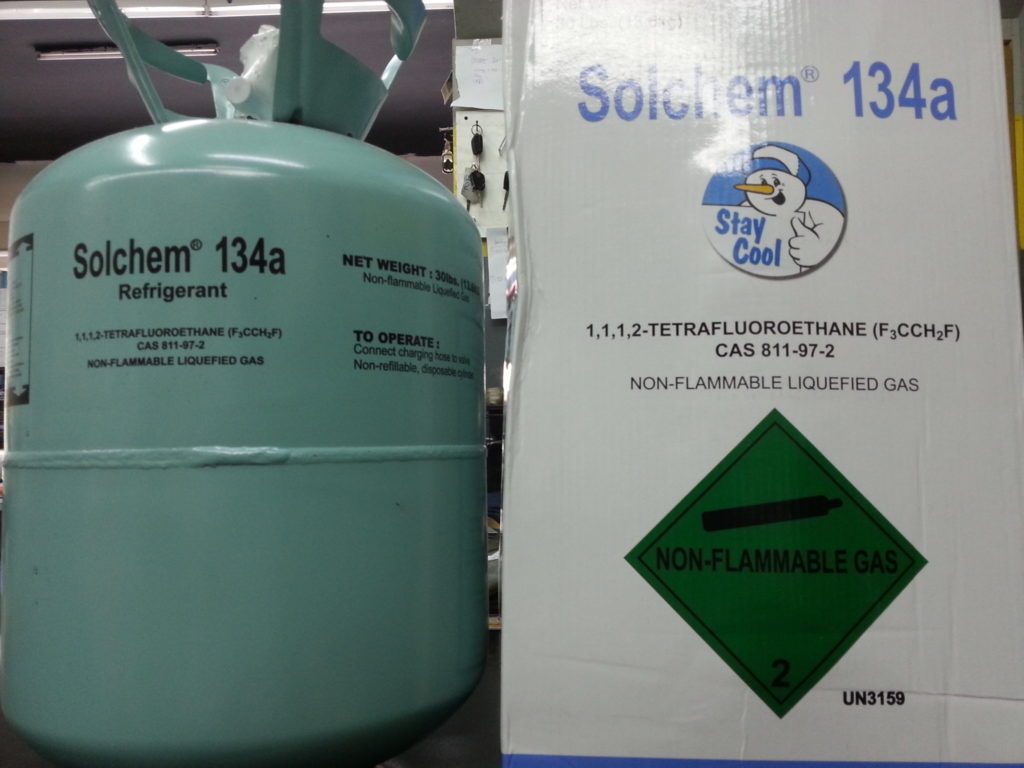 Solchem® 134a
Refrigerant
1,1,1,2-TETRAFLUOROETHANE (F₃CCH₂F)
CAS 811-97-2
NON-FLAMMABLE LIQUEFIED GAS
NET WEIGHT : 30lbs.
Non-flammable Liquefied Gas
TO OPERATE :
Connect charging hose to valve
Non-refillable, disposable cylinder
Solchem® 134a
Stay
Cool
1,1,1,2-TETRAFLUOROETHANE (F₃CCH₂F)
CAS 811-97-2
NON-FLAMMABLE LIQUEFIED GAS
NON-FLAMMABLE GAS
2
UN3159